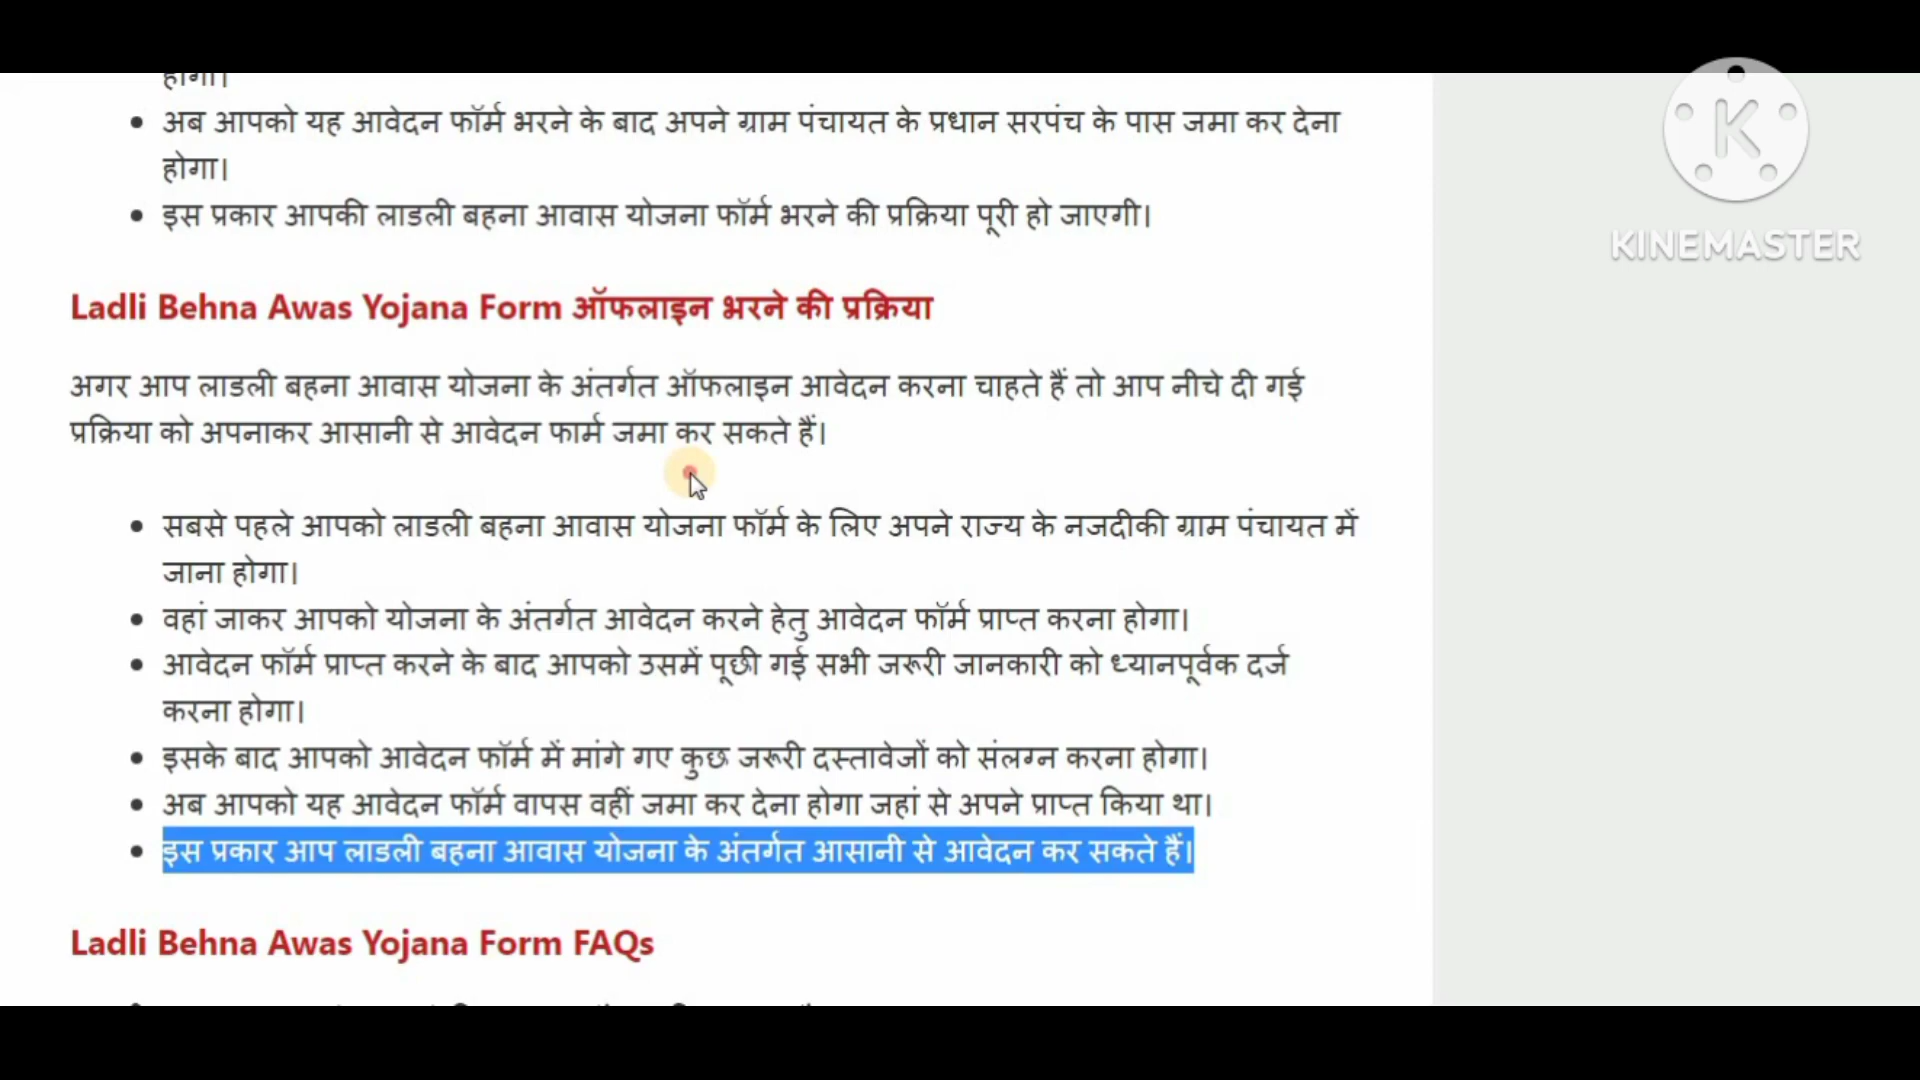 होगा।
अब आपको यह आवेदन फॉर्म भरने के बाद अपने ग्राम पंचायत के प्रधान सरपंच के पास जमा कर देना
होगा।
इस प्रकार आपकी लाडली बहना आवास योजना फॉर्म भरने की प्रक्रिया पूरी हो जाएगी।
KINEMASTER
Ladli Behna Awas Yojana Form ऑफलाइन भरने की प्रक्रिया
अगर आप लाडली बहना आवास योजना के अंतर्गत ऑफलाइन आवेदन करना चाहते हैं तो आप नीचे दी गई
प्रक्रिया को अपनाकर आसानी से आवेदन फार्म जमा कर सकते हैं।
सबसे पहले आपको लाडली बहना आवास योजना फॉर्म के लिए अपने राज्य के नजदीकी ग्राम पंचायत में
जाना होगा।
वहां जाकर आपको योजना के अंतर्गत आवेदन करने हेतु आवेदन फॉर्म प्राप्त करना होगा।
आवेदन फॉर्म प्राप्त करने के बाद आपको उसमें पूछी गई सभी जरूरी जानकारी को ध्यानपूर्वक दर्ज
करना होगा।
इसके बाद आपको आवेदन फॉर्म में मांगे गए कुछ जरूरी दस्तावेजों को संलग्न करना होगा।
अब आपको यह आवेदन फॉर्म वापस वहीं जमा कर देना होगा जहां से अपने प्राप्त किया था।
इस प्रकार आप लाडली बहना आवास योजना के अंतर्गत आसानी से आवेदन कर सकते हैं।
Ladli Behna Awas Yojana Form FAQs